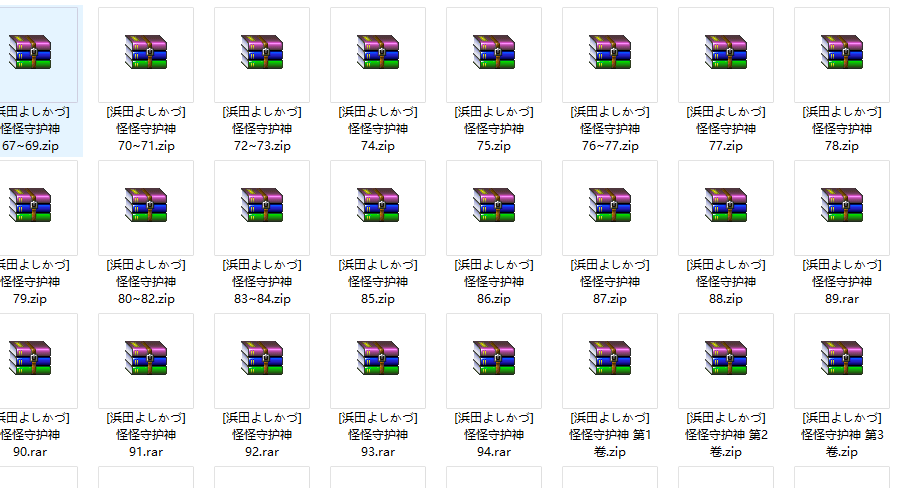 浜田よしかづ]
怪怪守护神
67~69.zip
[浜田よしかづ]
怪怪守护神
70~71.zip
[浜田よしかづ]
怪怪守护神
72~73.zip
[浜田よしかづ]
怪怪守护神
74.zip
[浜田よしかづ]
怪怪守护神
75.zip
[浜田よしかづ]
怪怪守护神
76~77.zip
[浜田よしかづ]
怪怪守护神
77.zip
[浜田よしかづ]
怪怪守护神
78.zip
浜田よしかづ]
怪怪守护神
79.zip
[浜田よしかづ]
怪怪守护神
80~82.zip
[浜田よしかづ]
怪怪守护神
83~84.zip
[浜田よしかづ]
怪怪守护神
85.zip
[浜田よしかづ]
怪怪守护神
86.zip
[浜田よしかづ]
怪怪守护神
87.zip
[浜田よしかづ]
怪怪守护神
88.zip
[浜田よしかづ]
怪怪守护神
89.rar
浜田よしかづ]
怪怪守护神
90.rar
[浜田よしかづ]
怪怪守护神
91.rar
[浜田よしかづ]
怪怪守护神
92.rar
[浜田よしかづ]
怪怪守护神
93.rar
[浜田よしかづ]
怪怪守护神
94.rar
[浜田よしかづ]
怪怪守护神 第1
卷.zip
[浜田よしかづ]
怪怪守护神 第2
卷.zip
[浜田よしかづ]
怪怪守护神 第3
卷.zip